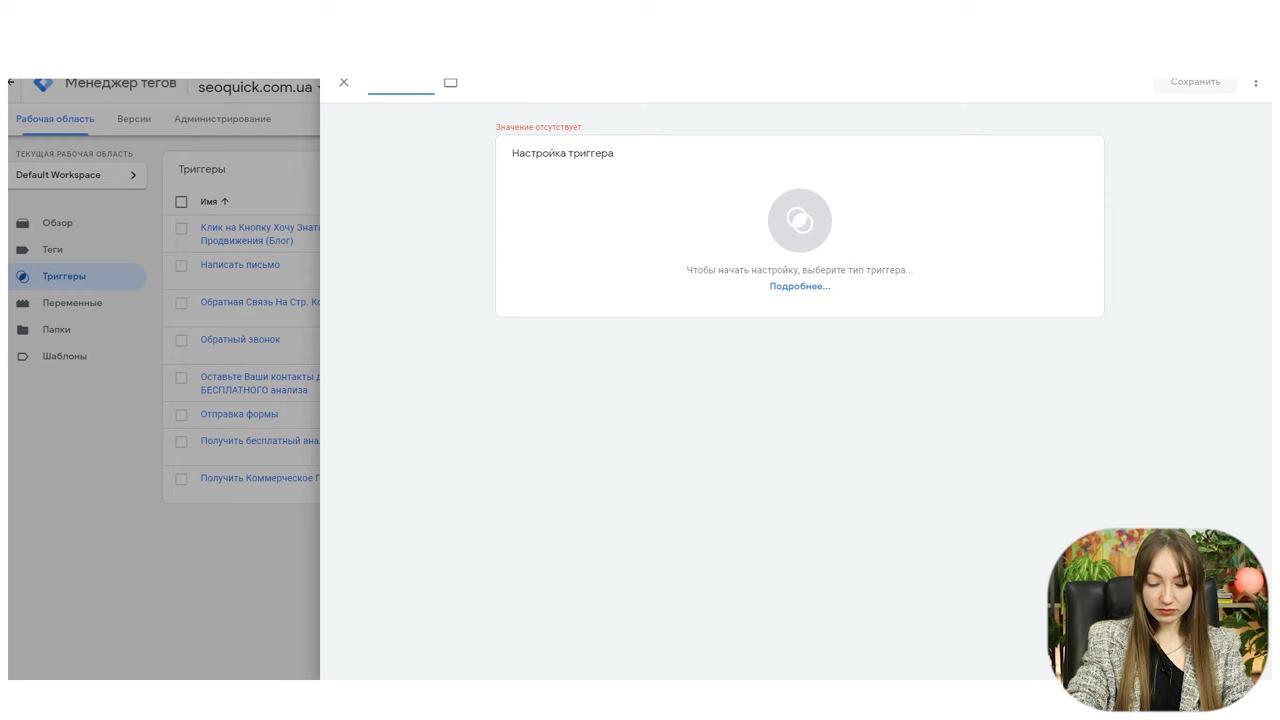 Менеджер тегов
seoquick.com.ua
Сохранить
Рабочая область
Версии
Администрирование
ТЕКУЩАЯ РАБОЧАЯ ОБЛАСТЬ
Default Workspace
Обзор
Теги
Триггеры
Переменные
Папки
Шаблоны
Триггеры
Имя
Клик на Кнопку Хочу Знать
Продвижения (Блог)
Написать письмо
Обратная Связь На Стр.
Обратный звонок
Оставьте Ваши контакты
БЕСПЛАТНОГО анализа
Отправка формы
Получить бесплатный
Получить Коммерческое
Значение отсутствует.
Настройка триггера
Чтобы начать настройку, выберите тип триггера...
Подробнее...